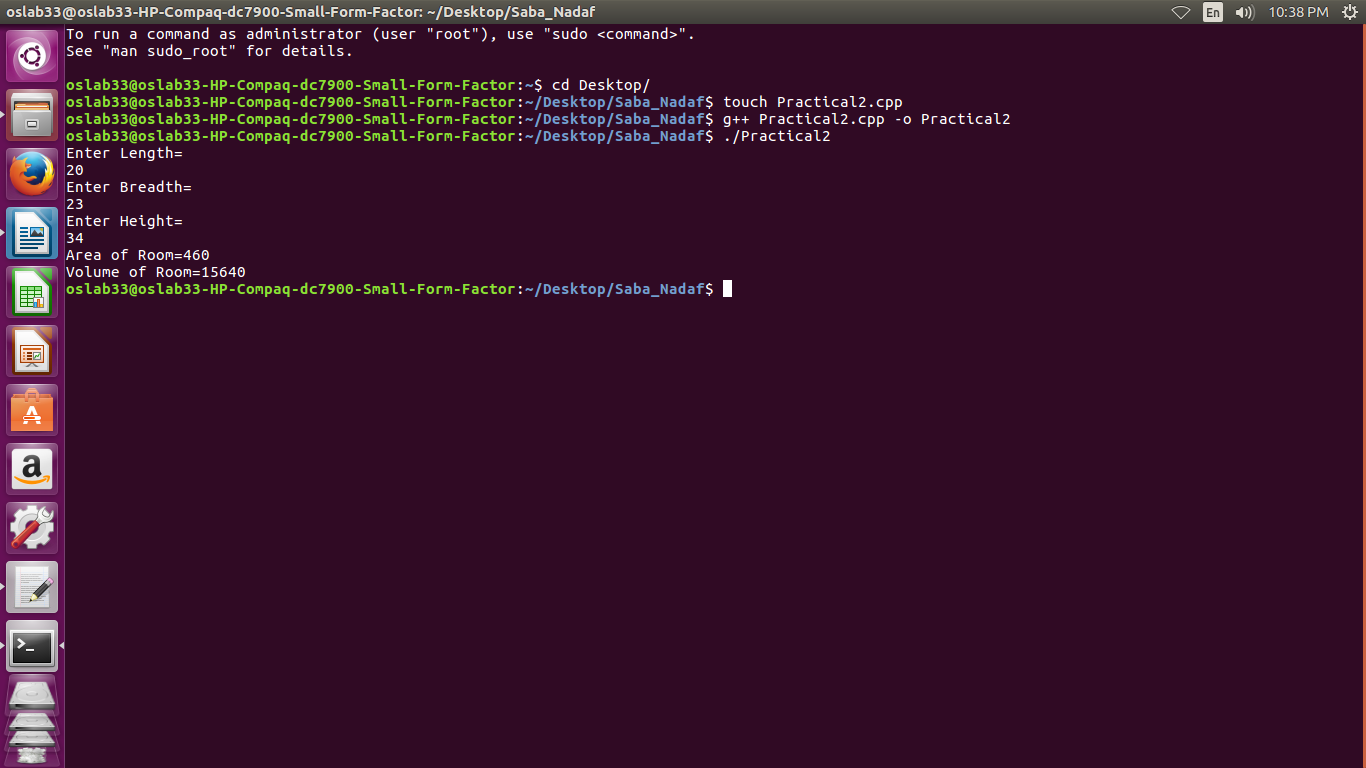 oslab33@oslab33-HP-Compaq-dc7900-Small-Form-Factor: ~/Desktop/Saba_Nadaf
En
10:38 PM
To run a command as administrator (user "root"), use "sudo <command>".
See "man sudo_root" for details.
oslab33@oslab33-HP-Compaq-dc7900-Small-Form-Factor:~$ cd Desktop/
oslab33@oslab33-HP-Compaq-dc7900-Small-Form-Factor:~/Desktop/Saba_Nadaf$ touch Practical2.cpp
oslab33@oslab33-HP-Compaq-dc7900-Small-Form-Factor:~/Desktop/Saba_Nadaf$ g++ Practical2.cpp -o Practical2
oslab33@oslab33-HP-Compaq-dc7900-Small-Form-Factor:~/Desktop/Saba_Nadaf$ ./Practical2
Enter Length=
20
Enter Breadth=
23
Enter Height=
34
Area of Room=460
Volume of Room=15640
oslab33@oslab33-HP-Compaq-dc7900-Small-Form-Factor:~/Desktop/Saba_Nadaf$